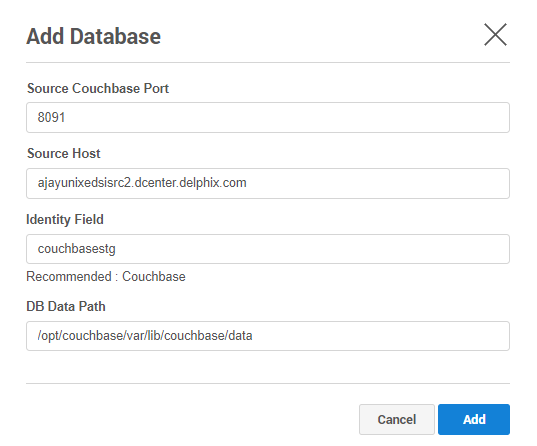 Add Database
Source Couchbase Port
8091
Source Host
ajayunixedsisrc2.dcenter.delphix.com
Identity Field
couchbasestg
Recommended : Couchbase
DB Data Path
/opt/couchbase/var/lib/couchbase/data
Cancel Add